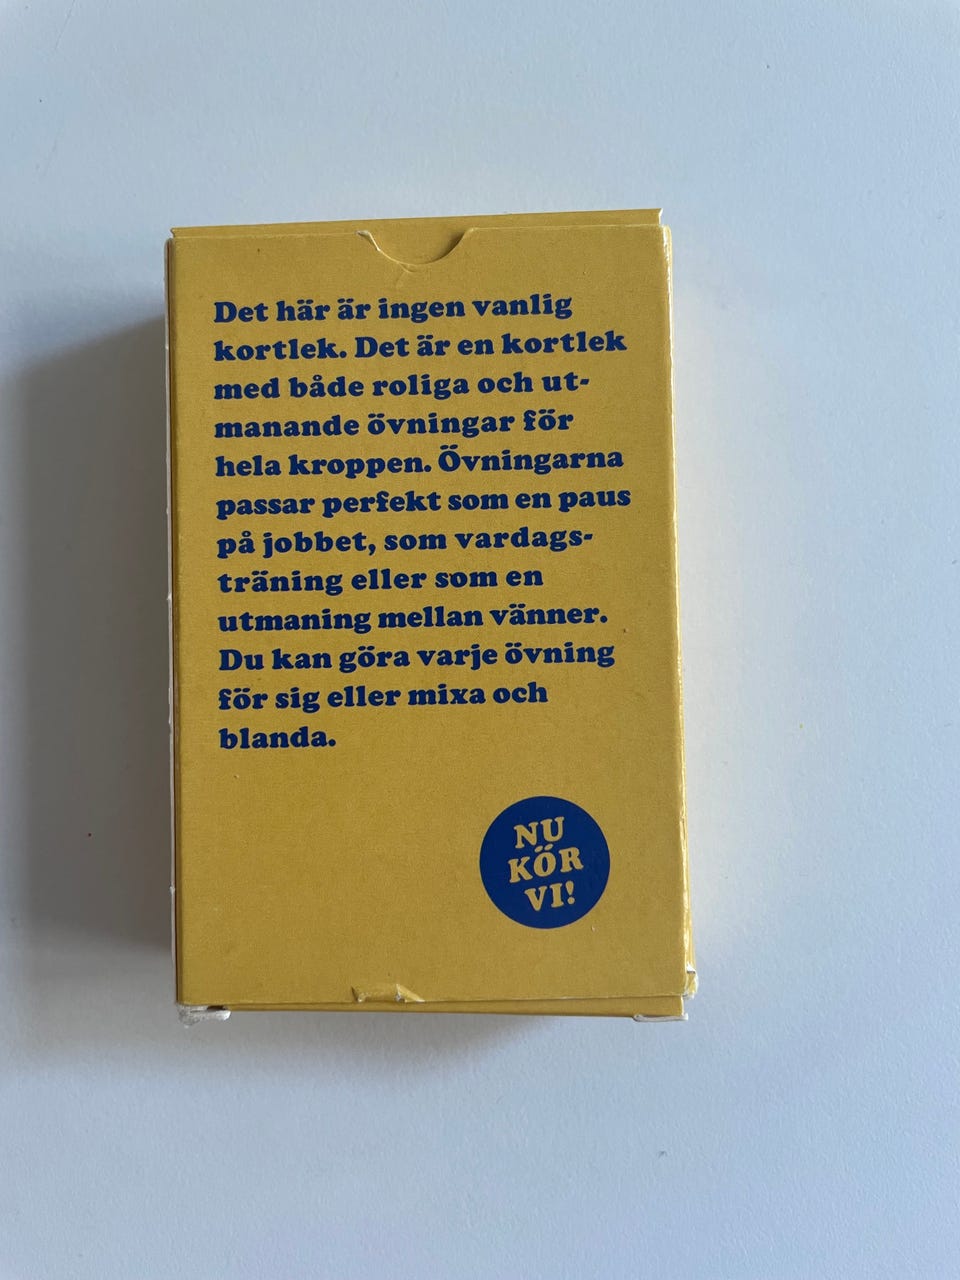 Det här är ingen vanlig
kortlek. Det är en kortlek
med både roliga och ut-
manande övningar för
hela kroppen. Övningarna
passar perfekt som en paus
på jobbet, som vardags-
träning eller som en
utmaning mellan vänner.
Du kan göra varje övning
för sig eller mixa och
blanda.
NU
KÖR
VI!